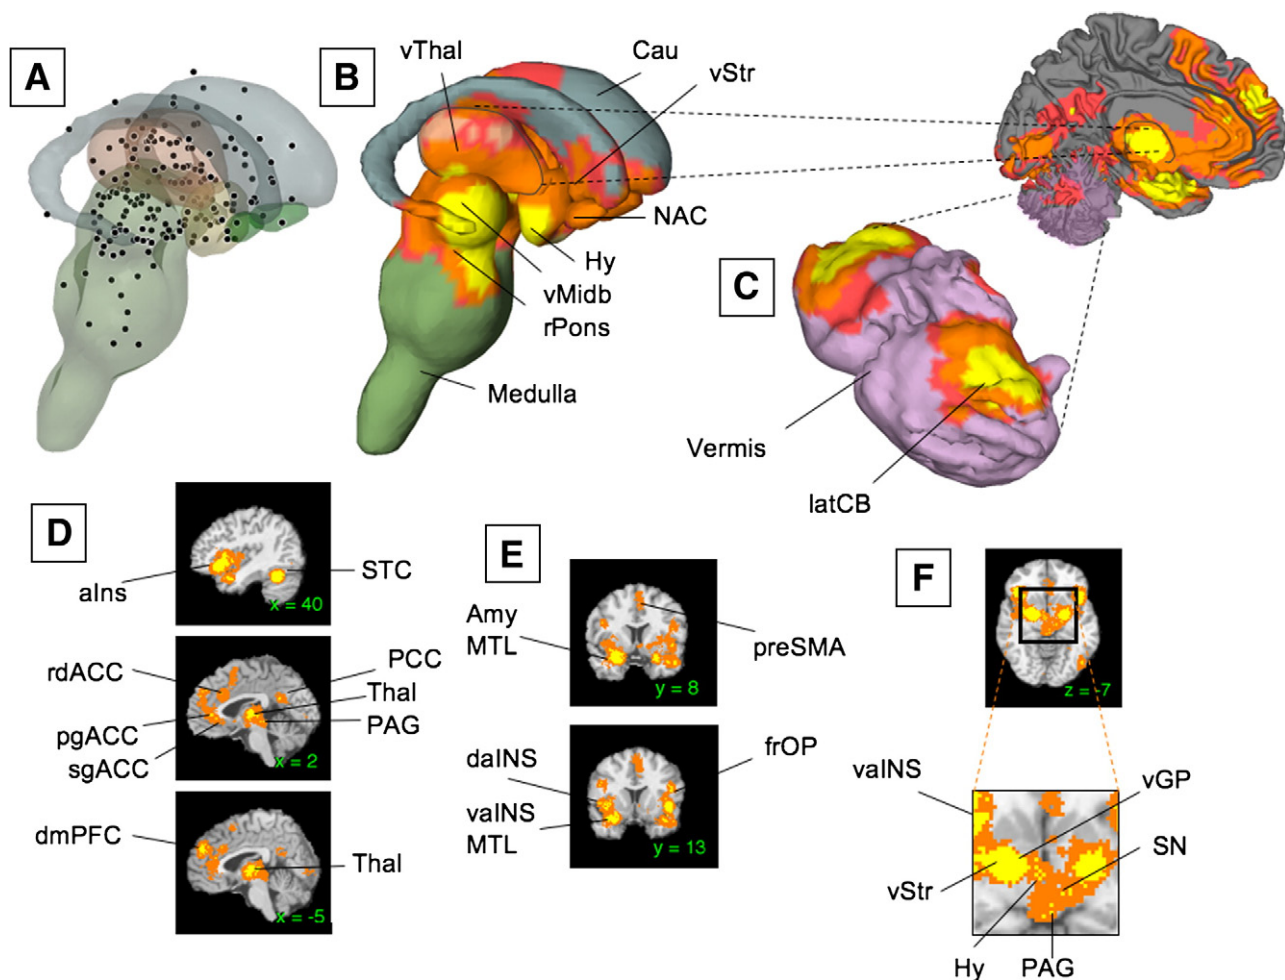 A
B
vThal
Cau
vStr
NAC
Hy
vMidb
rPons
Medulla
C
Vermis
latCB
D
aIns
STC
x = 40
rdACC
pgACC
sgACC
PCC
Thal
PAG
x = 2
dmPFC
Thal
x = -5
E
Amy
MTL
preSMA
y = 8
daINS
vaINS
MTL
frOP
y = 13
F
z = -7
vaINS
vGP
SN
vStr
Hy
PAG